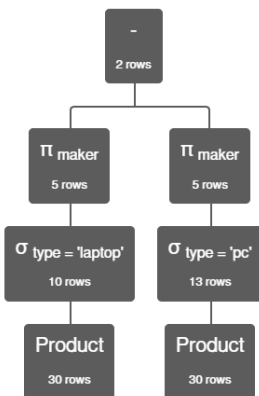 -
2 rows
π maker
5 rows
π maker
5 rows
σ type = 'laptop'
10 rows
σ type = 'pc'
13 rows
Product
30 rows
Product
30 rows